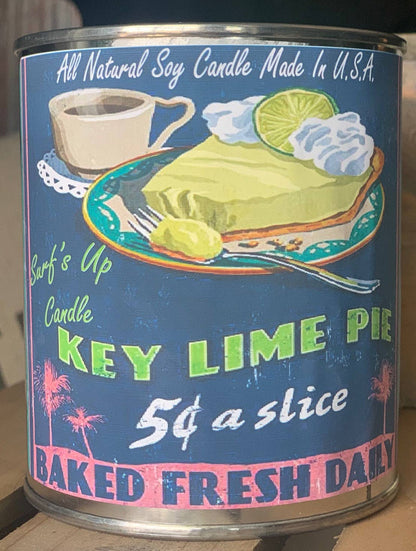 All Natural Soy Candle Made In U.S.A.
Surf's Up
Candle
KEY LIME PIE
5¢ a slice
BAKED FRESH DAILY